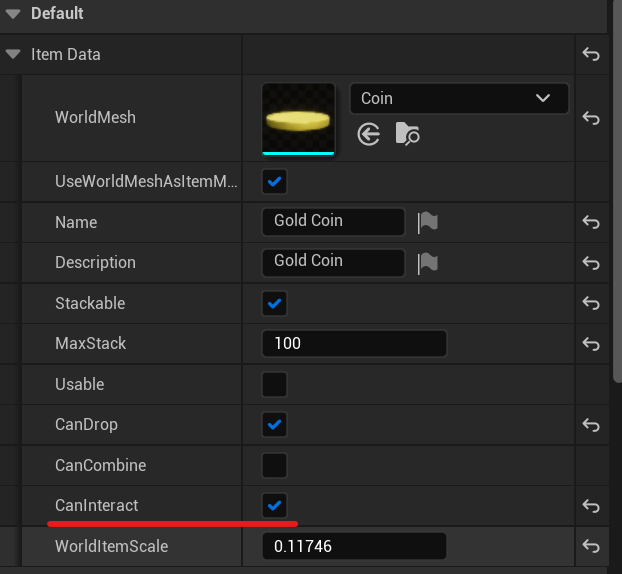 Default
Item Data
WorldMesh
Coin
UseWorldMeshAsItemM...
Name
Gold Coin
Description
Gold Coin
Stackable
MaxStack
100
Usable
CanDrop
CanCombine
CanInteract
WorldItemScale
0.11746